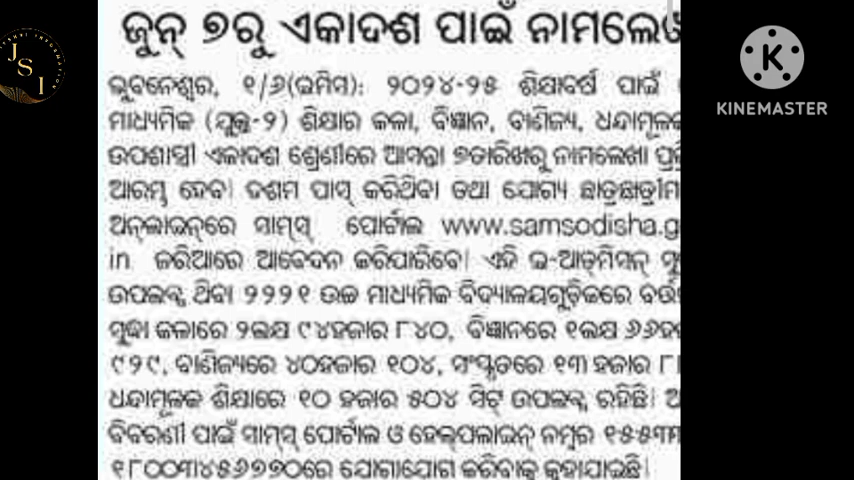 ଜୁନ୍ ୭ରୁ ଏକାଦଶ ପାଇଁ ନାମଲେଖ
ଭୁବନେଶ୍ୱର, ୧/୬(ଇମିସ): ୨୦୨୪-୨୫ ଶିକ୍ଷାବର୍ଷ ପାଇଁ
ମାଧ୍ୟମିକ (ଯୁକ୍ତ-୨) ଶିକ୍ଷାର କଳା, ବିଜ୍ଞାନ, ବାଣିଜ୍ୟ, ଧନ୍ଦାମୂଳକ
ଉପଶାସ୍ତ୍ରୀ ଏକାଦଶ ଶ୍ରେଣୀରେ ଆସନ୍ତା ୭ତାରିଖରୁ ନାମଲେଖା
ଆରମ୍ଭ ହେବ। ଦଶମ ପାସ୍ କରିଥିବା ତଥା ଯୋଗ୍ୟ ଛାତ୍ରଛାତ୍ରୀମା
ଅନ୍‌ଲାଇନ୍‌ରେ ସାମ୍‌ସ୍ ପୋର୍ଟାଲ www.samsodisha.g
in ଜରିଆରେ ଆବେଦନ କରିପାରିବେ। ଏହି ଇ-ଆଡ୍‌ମିସନ୍
ଉପଲବ୍ଧ ଥିବା ୨୨୨୧ ଉଚ୍ଚ ମାଧ୍ୟମିକ ବିଦ୍ୟାଳୟଗୁଡ଼ିକରେ ବର୍ତ୍ତ
ସୁଦ୍ଧା କଳାରେ ୨ଲକ୍ଷ ୯୪ହଜାର ୮୪୦, ବିଜ୍ଞାନରେ ୧ଲକ୍ଷ ୬୬ହ
୯୨୯, ବାଣିଜ୍ୟରେ ୪୦ହଜାର ୧୦୪, ସଂସ୍କୃତରେ ୧୩ ହଜାର ୮
ଧନ୍ଦାମୂଳକ ଶିକ୍ଷାରେ ୧୦ ହଜାର ୫୦୪ ସିଟ୍ ଉପଲବ୍ଧ ରହିଛି।
ବିବରଣୀ ପାଇଁ ସାମ୍‌ସ୍ ପୋର୍ଟାଲ ଓ ହେଲ୍‌ପଲାଇନ୍ ନମ୍ବର ୧୫୫୩୩
୧୮୦୦୩୪୫୬୭୭୦ରେ ଯୋଗାଯୋଗ କରିବାକୁ କୁହାଯାଇଛି।
JSI
KINEMASTER